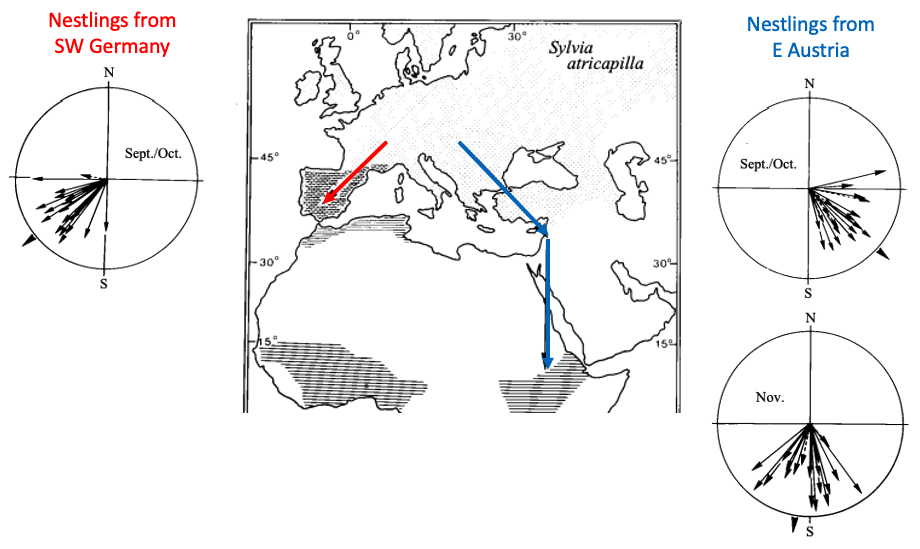 Nestlings from
SW Germany
N
Sept./Oct.
S
0°
30°
Sylvia
atricapilla
45°
45°
30°
30°
15°
15°
Nestlings from
E Austria
N
Sept./Oct.
S
N
Nov.
S